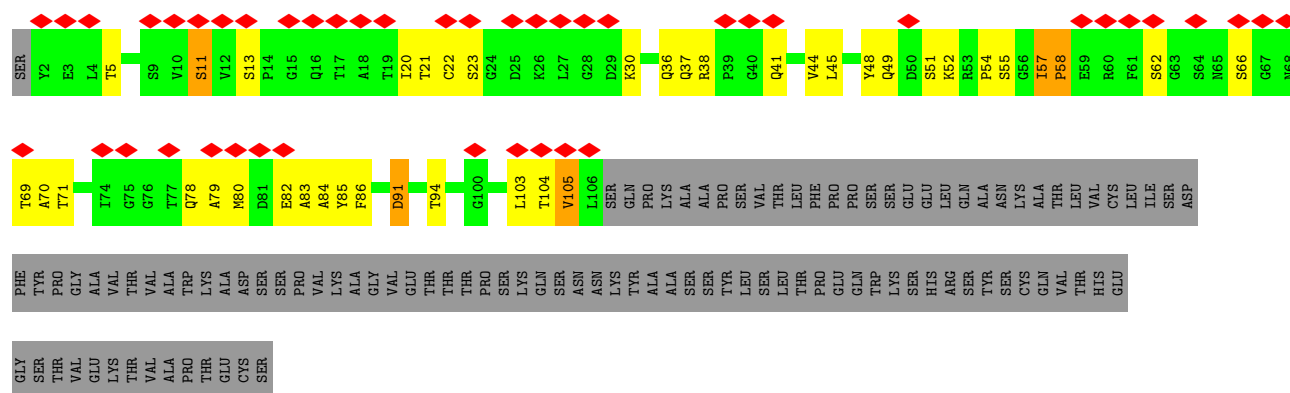 SER Y2 E3 L4 T5 S9 V10 S11 V12 S13 P14 G15 Q16 T17 A18 T19 I20 T21 C22 S23 G24 D25 K26 L27 G28 D29 K30 Q36 Q37 R38 P39 G40 Q41 V44 L45 Y48 Q49 D50 S51 K52 R53 P54 S55 G56 I57 P58 E59 R60 F61 S62 G63 S64 N65 S66 G67 N68
T69 A70 T71 I74 G75 G76 T77 Q78 A79 M80 D81 E82 A83 A84 Y85 F86 D91 T94 G100 L103 T104 V105 L106 SER GLN PRO LYS ALA ALA PRO SER VAL THR LEU PHE PRO PRO SER SER GLU GLU LEU GLN ALA ASN LYS ALA THR LEU VAL CYS LEU ILE SER ASP
PHE TYR PRO GLY ALA VAL THR VAL ALA TRP LYS ALA ASP SER SER PRO VAL LYS ALA GLY VAL GLU THR THR THR PRO SER LYS GLN SER ASN ASN LYS TYR ALA ALA SER SER TYR LEU SER LEU THR PRO GLU GLN TRP LYS SER HIS ARG SER TYR SER CYS GLN VAL THR HIS GLU
GLY SER THR VAL GLU LYS THR VAL ALA PRO THR GLU CYS SER